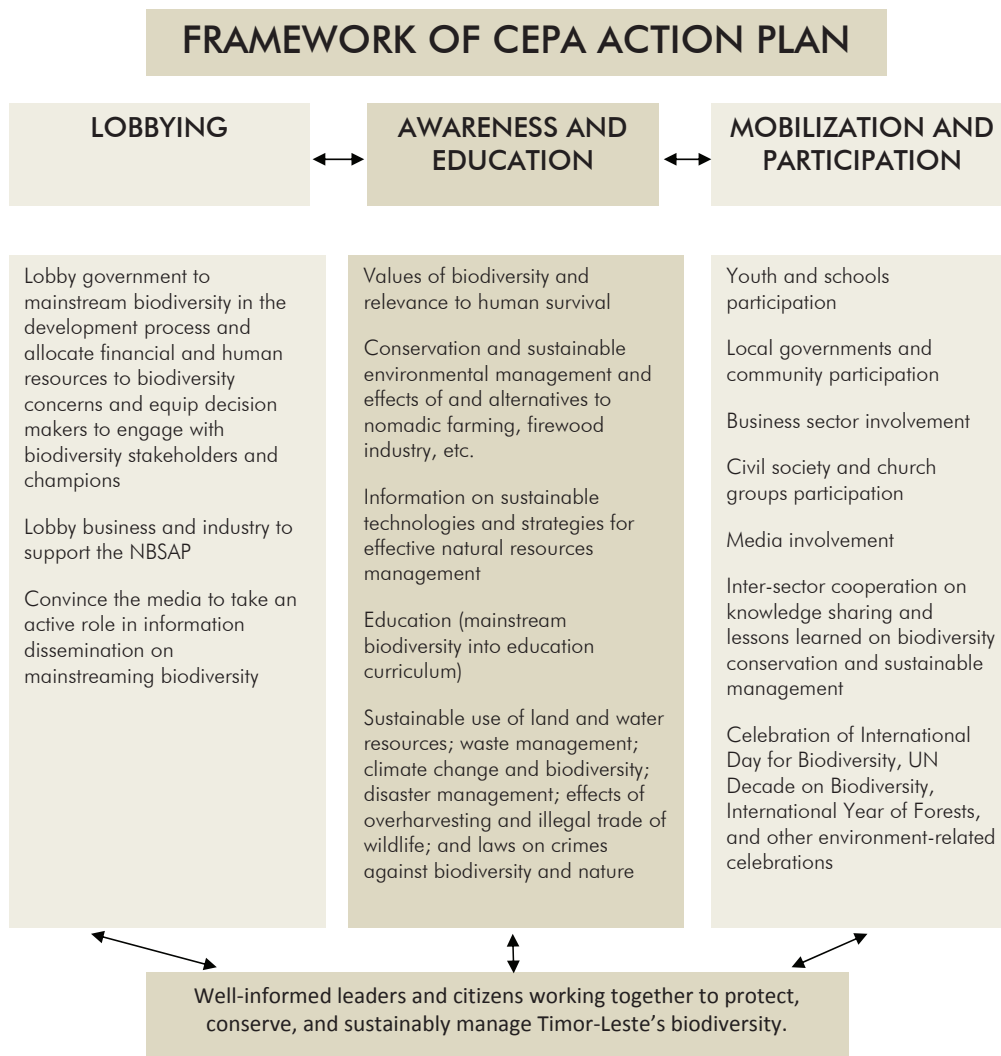 FRAMEWORK OF CEPA ACTION PLAN
LOBBYING
AWARENESS AND
EDUCATION
MOBILIZATION AND
PARTICIPATION
Lobby government to
mainstream biodiversity in the
development process and
allocate financial and human
resources to biodiversity
concerns and equip decision
makers to engage with
biodiversity stakeholders and
champions
Lobby business and industry to
support the NBSAP
Convince the media to take an
active role in information
dissemination on
mainstreaming biodiversity
Values of biodiversity and
relevance to human survival
Conservation and sustainable
environmental management and
effects of and alternatives to
nomadic farming, firewood
industry, etc.
Information on sustainable
technologies and strategies for
effective natural resources
management
Education (mainstream
biodiversity into education
curriculum)
Sustainable use of land and water
resources; waste management;
climate change and biodiversity;
disaster management; effects of
overharvesting and illegal trade of
wildlife; and laws on crimes
against biodiversity and nature
Youth and schools
participation
Local governments and
community participation
Business sector involvement
Civil society and church
groups participation
Media involvement
Inter-sector cooperation on
knowledge sharing and
lessons learned on biodiversity
conservation and sustainable
management
Celebration of International
Day for Biodiversity, UN
Decade on Biodiversity,
International Year of Forests,
and other environment-related
celebrations
Well-informed leaders and citizens working together to protect,
conserve, and sustainably manage Timor-Leste's biodiversity.